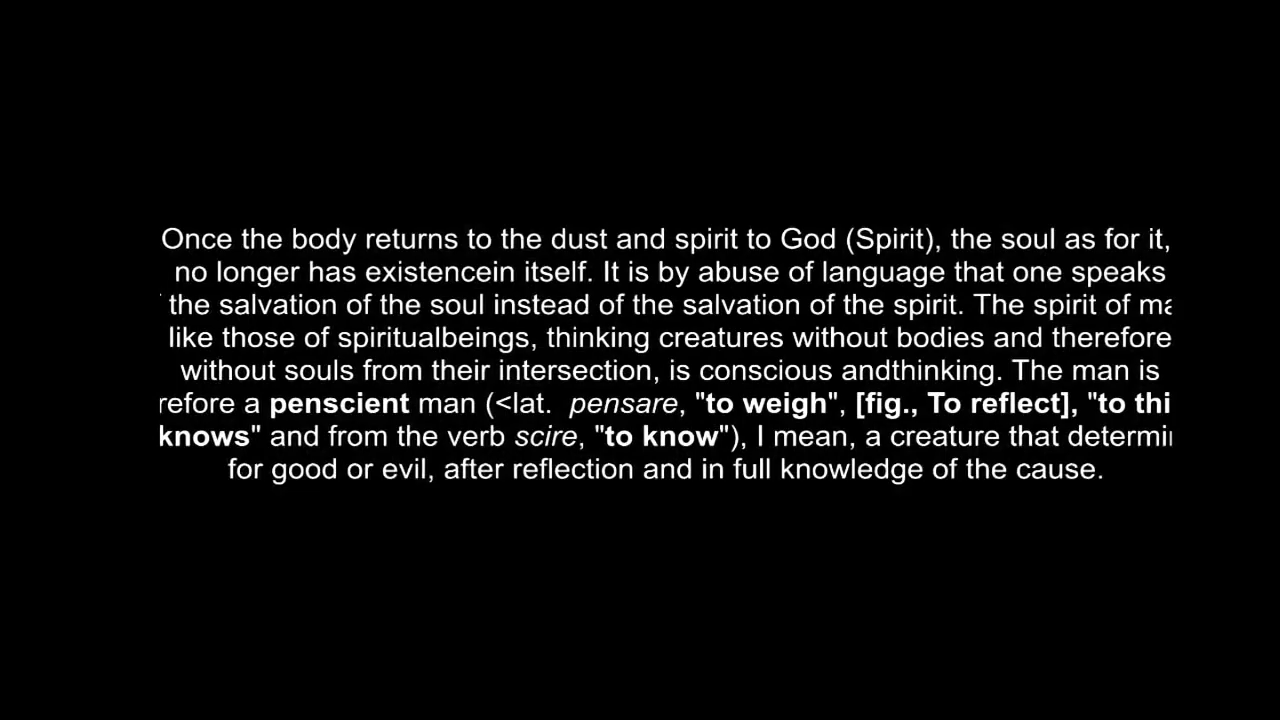 Once the body returns to the dust and spirit to God (Spirit), the soul as for it,
no longer has existencein itself. It is by abuse of language that one speaks
the salvation of the soul instead of the salvation of the spirit. The spirit of
like those of spiritualbeings, thinking creatures without bodies and therefore
without souls from their intersection, is conscious andthinking. The man is
a penscient man (<lat. pensare, "to weigh", [fig., To reflect], "to
knows" and from the verb scire, "to know"), I mean, a creature that
for good or evil, after reflection and in full knowledge of the cause.